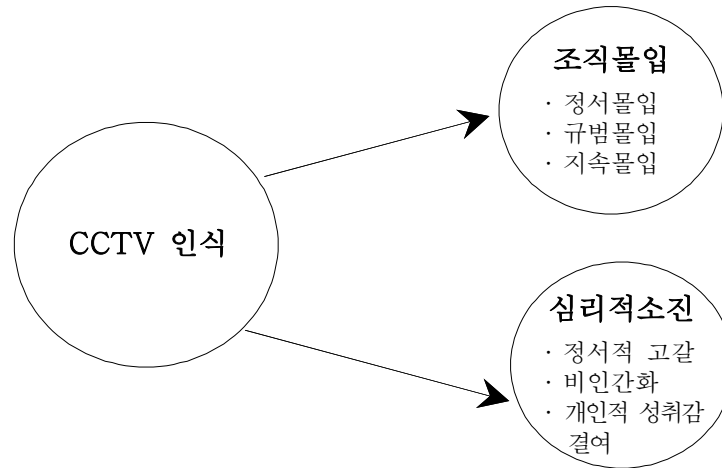 조직몰입
· 정서몰입
· 규범몰입
· 지속몰입
CCTV 인식
심리적소진
· 정서적 고갈
· 비인간화
· 개인적 성취감
결여